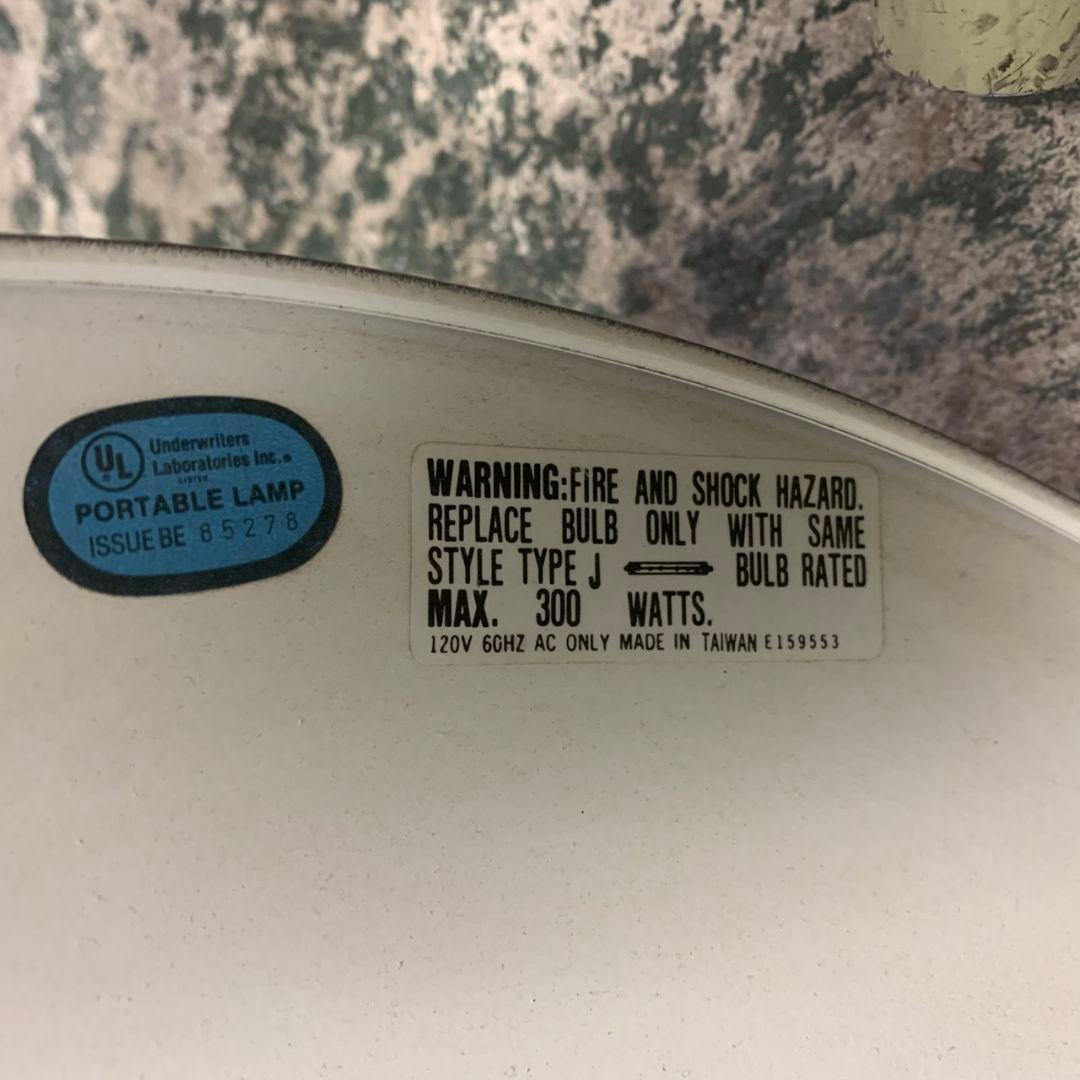 UL
Underwriters
Laboratories Inc.®
LISTED
PORTABLE LAMP
ISSUE BE 85278
WARNING:FIRE AND SHOCK HAZARD.
REPLACE BULB ONLY WITH SAME
STYLE TYPE J BULB RATED
MAX. 300 WATTS.
120V 60HZ AC ONLY MADE IN TAIWAN E159553